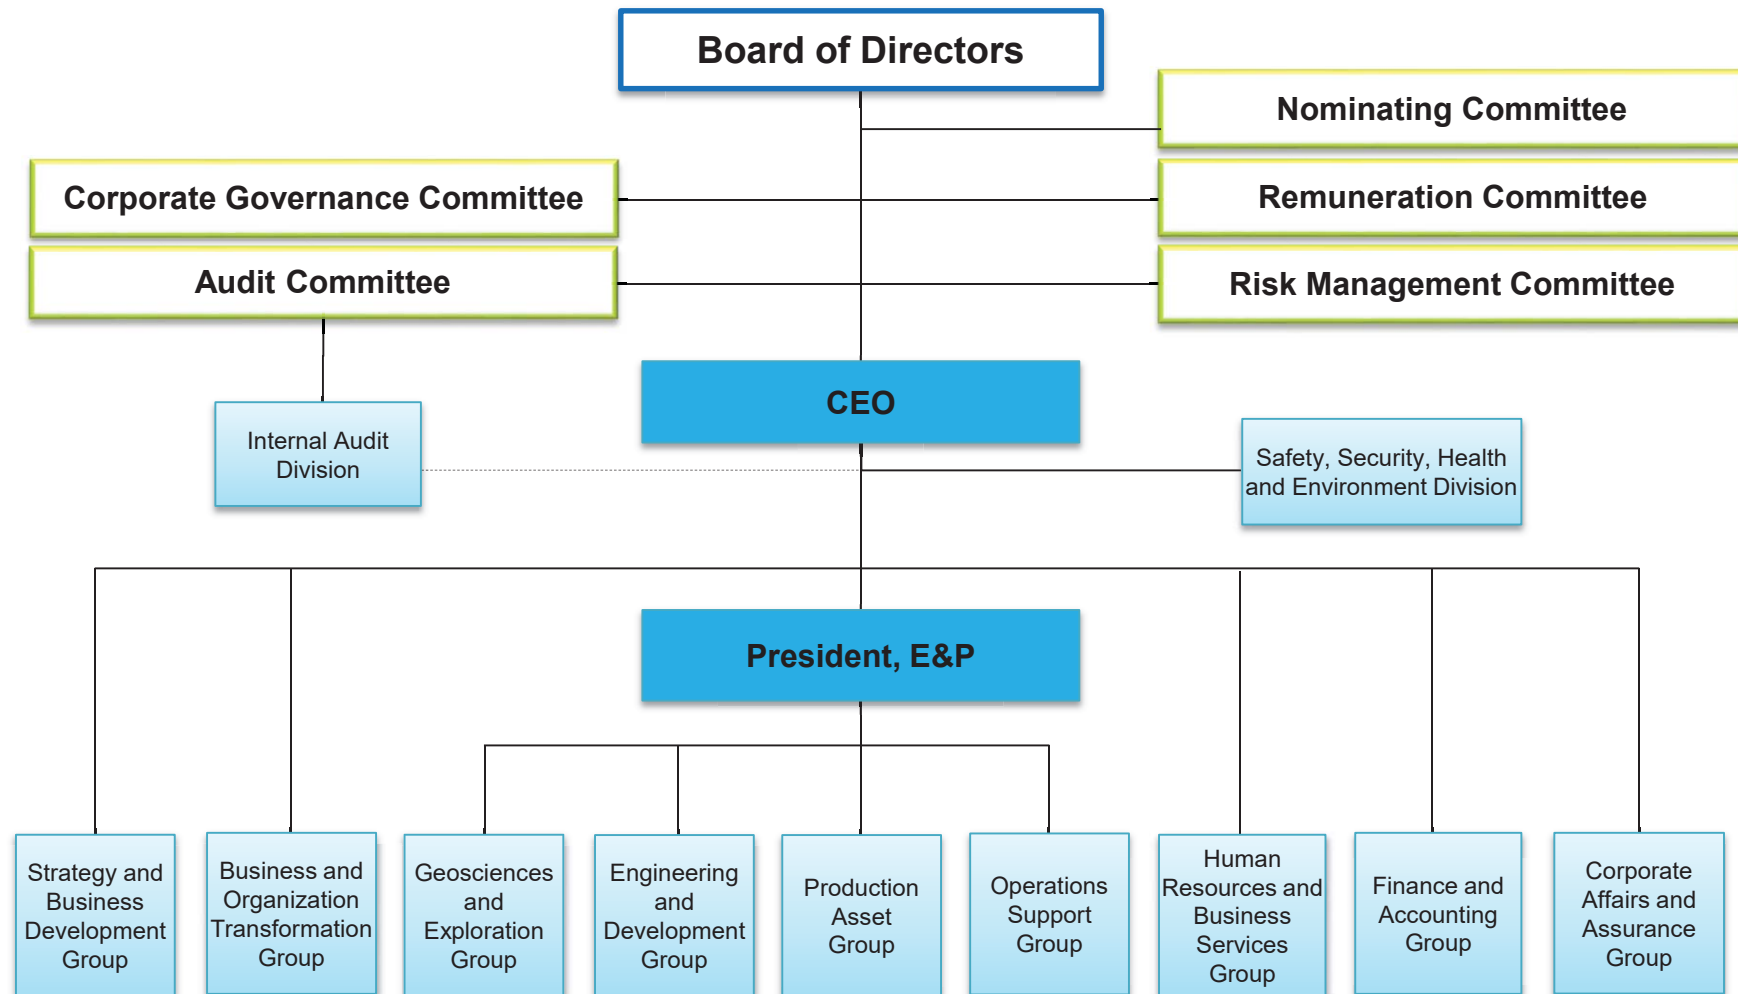 Board of Directors
Nominating Committee
Corporate Governance Committee
Remuneration Committee
Audit Committee
Risk Management Committee
CEO
Internal Audit
Division
Safety, Security, Health
and Environment Division
President, E&P
Strategy and
Business
Development
Group
Business and
Organization
Transformation
Group
Geosciences
and
Exploration
Group
Engineering
and
Development
Group
Production
Asset
Group
Operations
Support
Group
Human
Resources and
Business
Services
Group
Finance and
Accounting
Group
Corporate
Affairs and
Assurance
Group